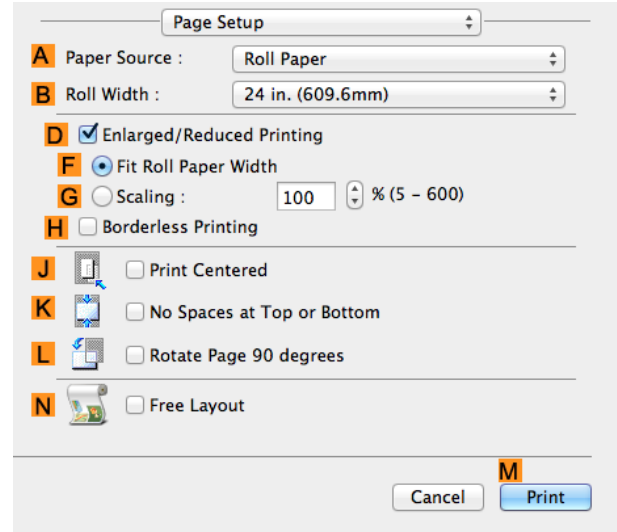 Page Setup
A Paper Source : Roll Paper
B Roll Width : 24 in. (609.6mm)
D Enlarged/Reduced Printing
F Fit Roll Paper Width
G Scaling : 100 % (5 - 600)
H Borderless Printing
J Print Centered
K No Spaces at Top or Bottom
L Rotate Page 90 degrees
N Free Layout
M
Cancel Print